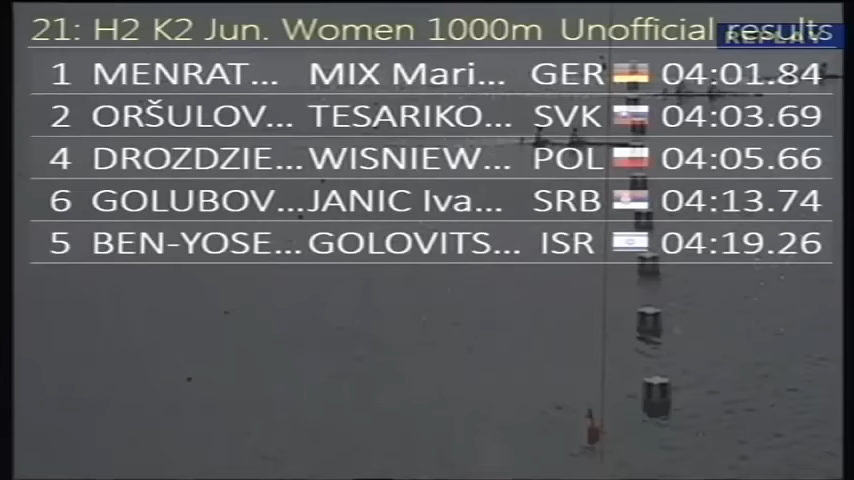 21: H2 K2 Jun. Women 1000m Unofficial results
REPLAY
1 MENRAT... MIX Mari... GER 04:01.84
2 ORŠULOV... TESARIKO... SVK 04:03.69
4 DROZDZIE... WISNIEW... POL 04:05.66
6 GOLUBOV... JANIC Iva... SRB 04:13.74
5 BEN-YOSE... GOLOVITS... ISR 04:19.26